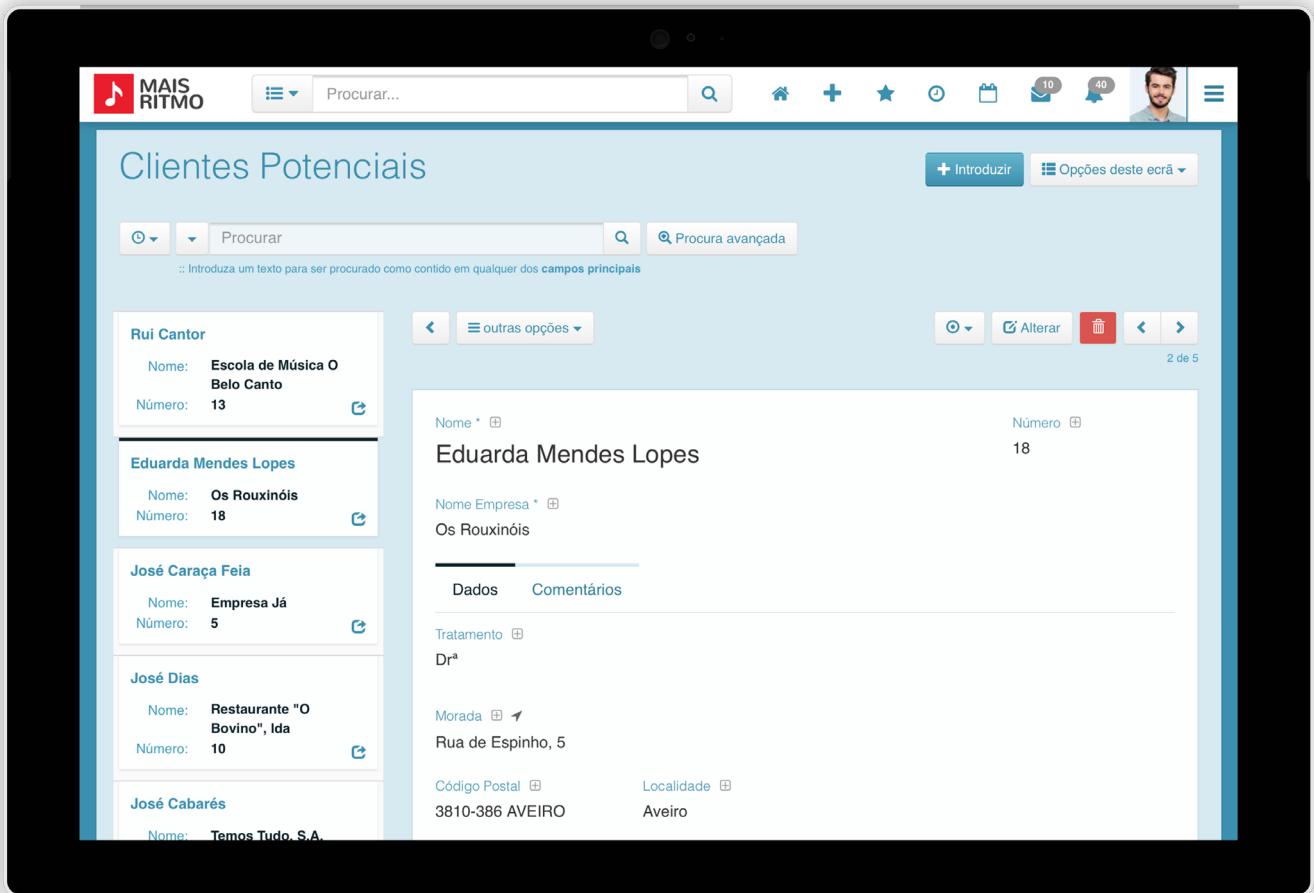 MAIS
RITMO
Procurar...
10
40
Clientes Potenciais
Introduzir
Opções deste ecrã
Procurar
Procura avançada
:: Introduza um texto para ser procurado como contido em qualquer dos campos principais
Rui Cantor
Nome: Escola de Música O
Belo Canto
Número: 13
Eduarda Mendes Lopes
Nome: Os Rouxinóis
Número: 18
José Caraça Feia
Nome: Empresa Já
Número: 5
José Dias
Nome: Restaurante "O
Bovino", lda
Número: 10
José Cabarés
Nome: Temos Tudo, S.A.
outras opções
Alterar
2 de 5
Nome *
Número
Eduarda Mendes Lopes
18
Nome Empresa *
Os Rouxinóis
Dados Comentários
Tratamento
Drª
Morada
Rua de Espinho, 5
Código Postal Localidade
3810-386 AVEIRO Aveiro